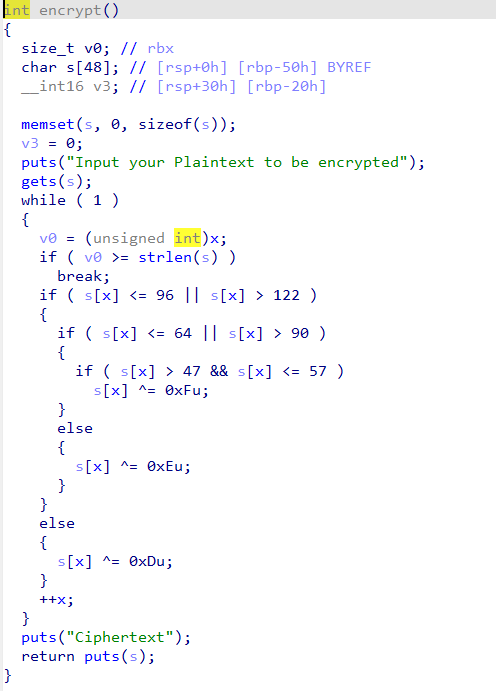 int encrypt()
{
  size_t v0; // rbx
  char s[48]; // [rsp+0h] [rbp-50h] BYREF
  __int16 v3; // [rsp+30h] [rbp-20h]

  memset(s, 0, sizeof(s));
  v3 = 0;
  puts("Input your Plaintext to be encrypted");
  gets(s);
  while ( 1 )
  {
    v0 = (unsigned int)x;
    if ( v0 >= strlen(s) )
      break;
    if ( s[x] <= 96 || s[x] > 122 )
    {
      if ( s[x] <= 64 || s[x] > 90 )
      {
        if ( s[x] > 47 && s[x] <= 57 )
          s[x] ^= 0xFu;
      }
      else
      {
        s[x] ^= 0xEu;
      }
    }
    else
    {
      s[x] ^= 0xDu;
    }
    ++x;
  }
  puts("Ciphertext");
  return puts(s);
}